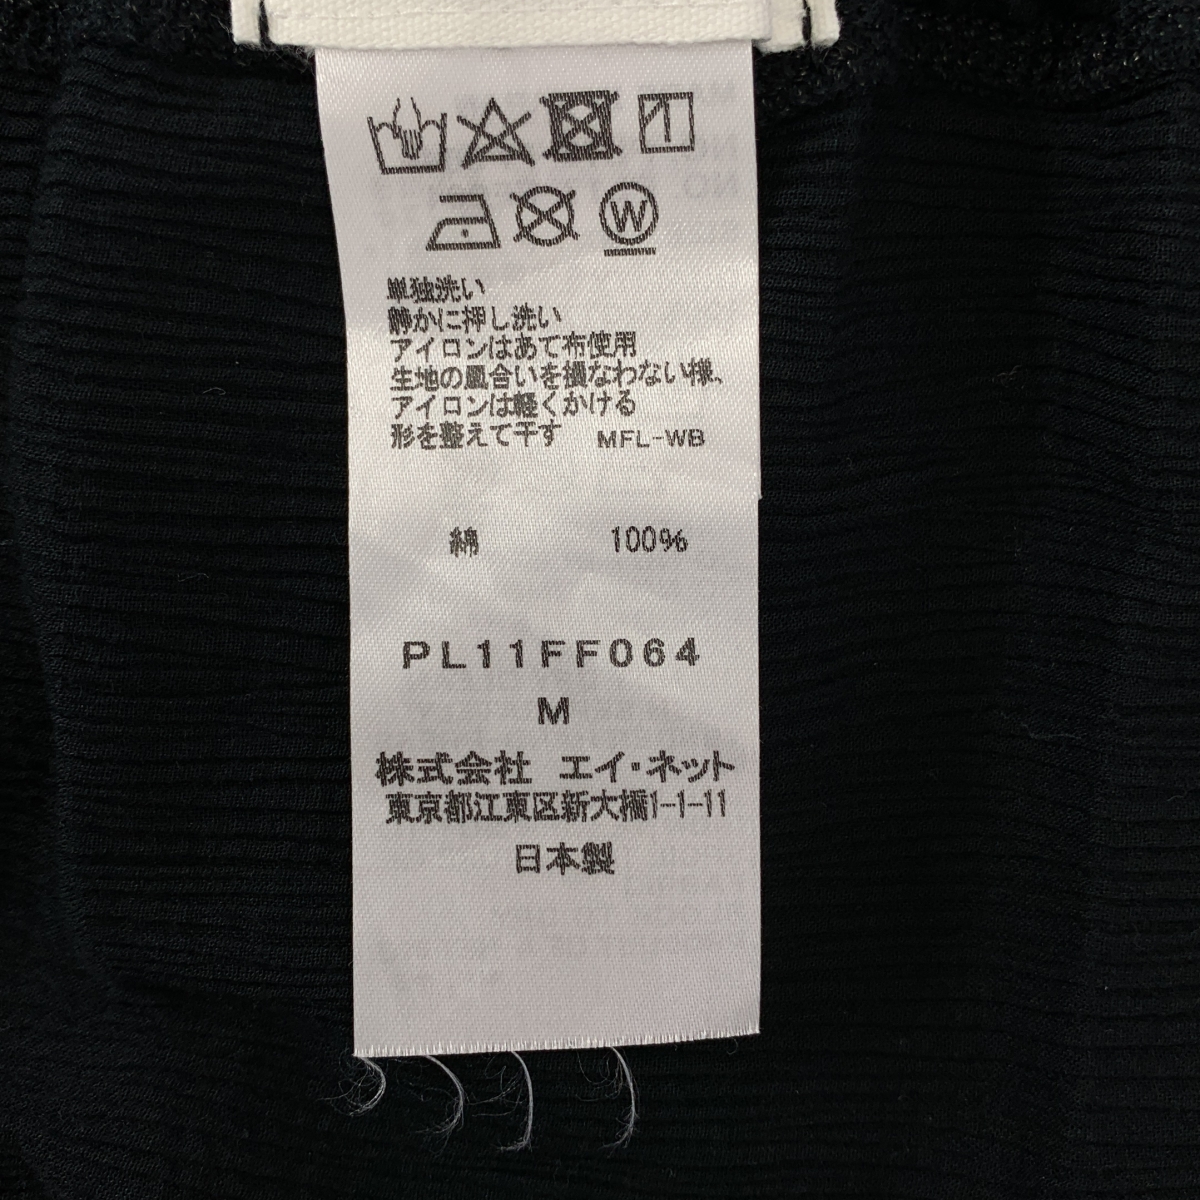 W
単独洗い
静かに押し洗い
アイロンはあて布使用
生地の風合いを損なわない様、
アイロンは軽くかける
形を整えて干す MFL-WB
綿 100%
PL11FF064
M
株式会社 エイ・ネット
東京都江東区新大橋1-1-11
日本製